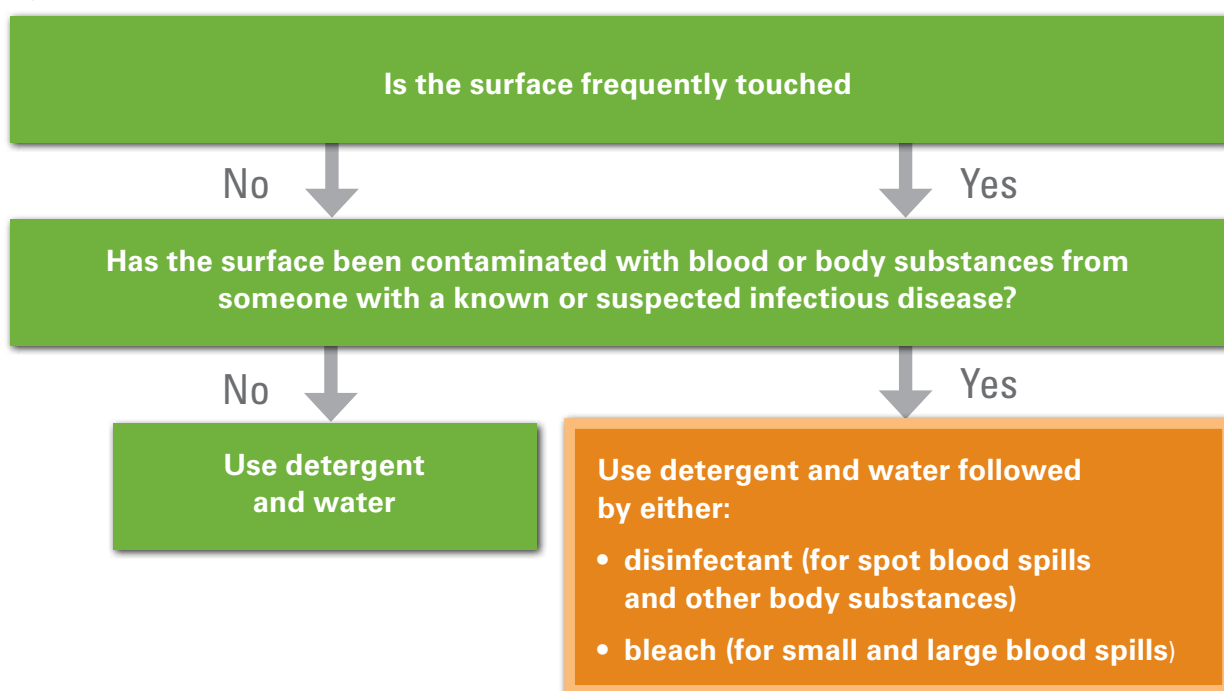 Is the surface frequently touched
No
Yes
Has the surface been contaminated with blood or body substances from
someone with a known or suspected infectious disease?
No
Yes
Use detergent
and water
Use detergent and water followed
by either:
• disinfectant (for spot blood spills
and other body substances)
• bleach (for small and large blood spills)